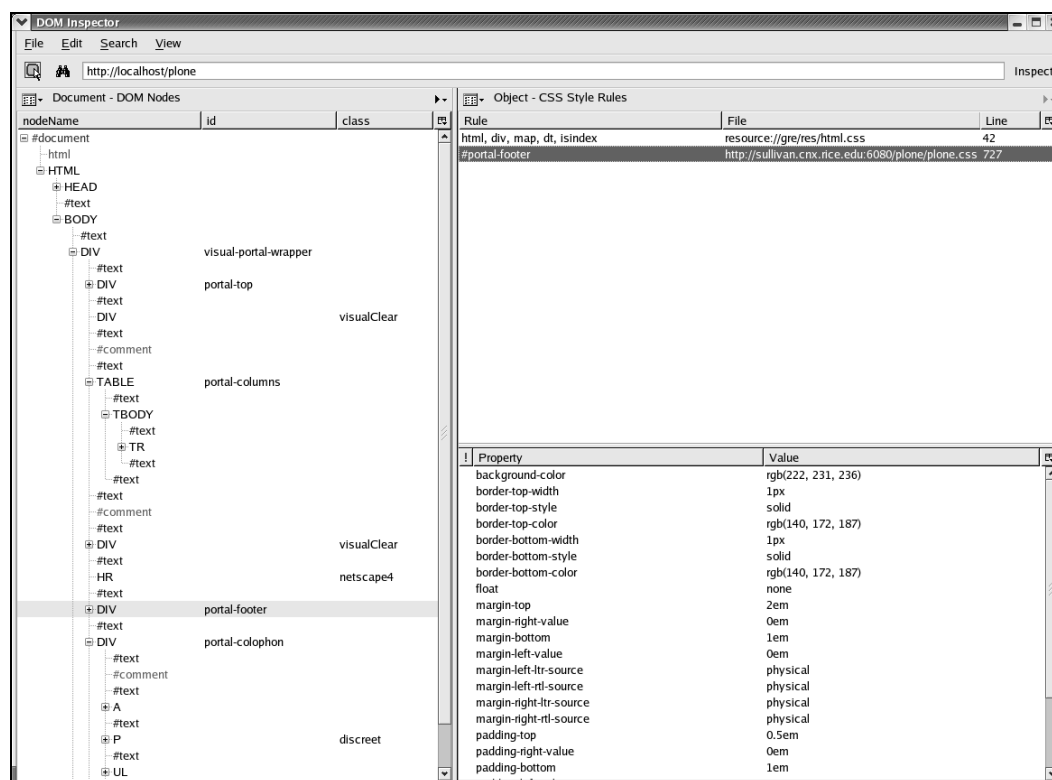 DOM Inspector
File Edit Search View
http://localhost/plone Inspect
Document - DOM Nodes
nodeName id class
#document
html
HTML
HEAD
#text
BODY
#text
DIV visual-portal-wrapper
#text
DIV portal-top
#text
DIV visualClear
#text
#comment
#text
TABLE portal-columns
#text
TBODY
#text
TR
#text
#text
#text
#comment
#text
DIV visualClear
#text
HR netscape4
#text
DIV portal-footer
#text
DIV portal-colophon
#text
#comment
#text
A
#text
P discreet
#text
UL
Object - CSS Style Rules
Rule File Line
html, div, map, dt, isindex resource://gre/res/html.css 42
#portal-footer http://sullivan.cnx.rice.edu:6080/plone/plone.css 727
! Property Value
background-color rgb(222, 231, 236)
border-top-width 1px
border-top-style solid
border-top-color rgb(140, 172, 187)
border-bottom-width 1px
border-bottom-style solid
border-bottom-color rgb(140, 172, 187)
float none
margin-top 2em
margin-right-value 0em
margin-bottom 1em
margin-left-value 0em
margin-left-ltr-source physical
margin-left-rtl-source physical
margin-right-ltr-source physical
margin-right-rtl-source physical
padding-top 0.5em
padding-right-value 0em
padding-bottom 1em